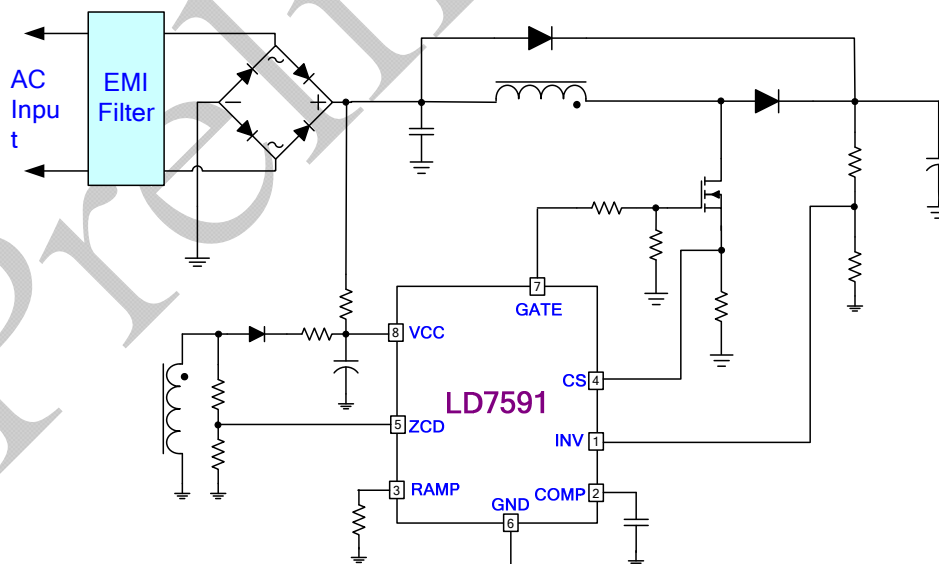 AC
Inpu
t
EMI
Filter
~
− +
~
7
GATE
8 VCC
CS 4
LD7591
5 ZCD
INV 1
3 RAMP
COMP 2
GND
6